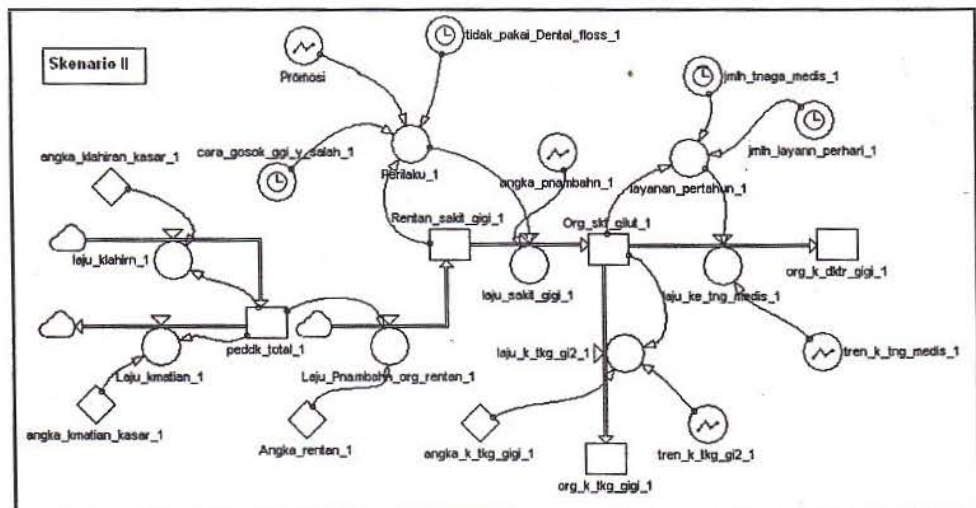 Skenario II
Promosi
tidak_pakai_Dental_floss_1
jmlh_tnaga_medis_1
angka_klahiran_kasar_1
cara_gosok_ggi_y_salah_1
Perilaku_1
angka_pnambahn_1
jmlh_layann_perhari_1
layanan_pertahun_1
Rentan_sakit_gigi_1
Org_skt_gilut_1
laju_klahirn_1
laju_sakit_gigi_1
laju_ke_tng_medis_1
org_k_dktr_gigi_1
peddk_total_1
laju_k_tkg_gi2_1
Laju_kmatian_1
Laju_Pnambahn_org_rentan_1
tren_k_tng_medis_1
angka_kmatian_kasar_1
Angka_rentan_1
angka_k_tkg_gigi_1
tren_k_tkg_gi2_1
org_k_tkg_gigi_1